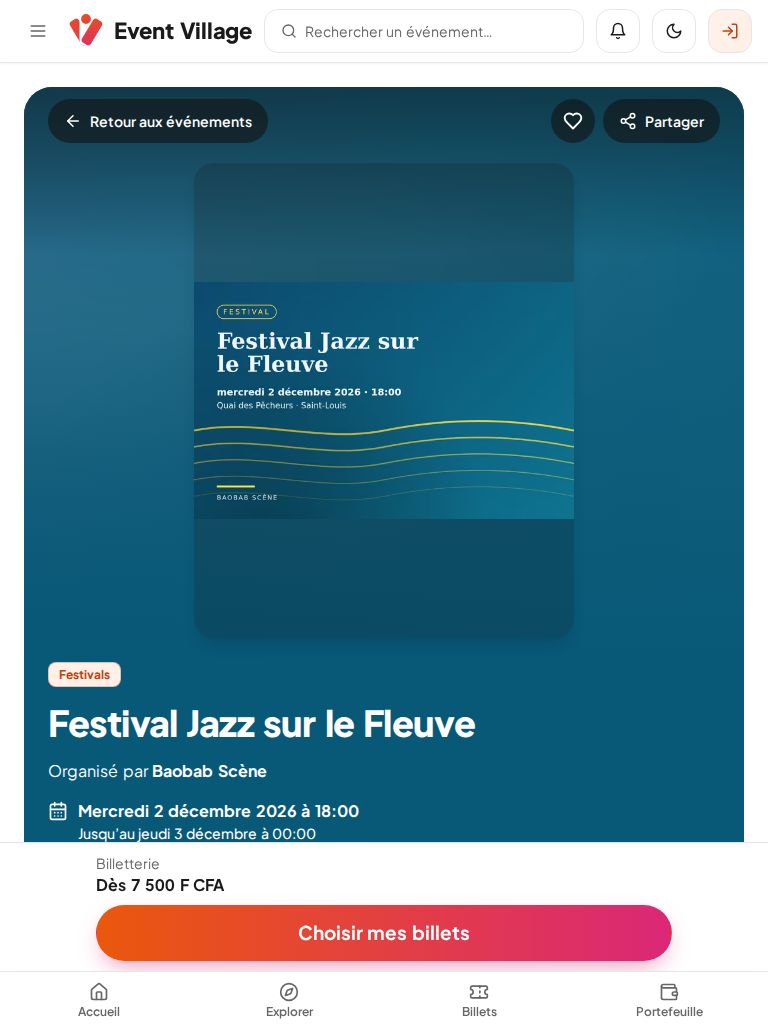 Event Village
Rechercher un événement...
Retour aux événements
Partager
FESTIVAL
Festival Jazz sur
le Fleuve
mercredi 2 décembre 2026 · 18:00
Quai des Pêcheurs · Saint-Louis
BAOBAB SCÈNE
Festivals
Festival Jazz sur le Fleuve
Organisé par Baobab Scène
Mercredi 2 décembre 2026 à 18:00
Jusqu'au jeudi 3 décembre à 00:00
Billetterie
Dès 7 500 F CFA
Choisir mes billets
Accueil
Explorer
Billets
Portefeuille